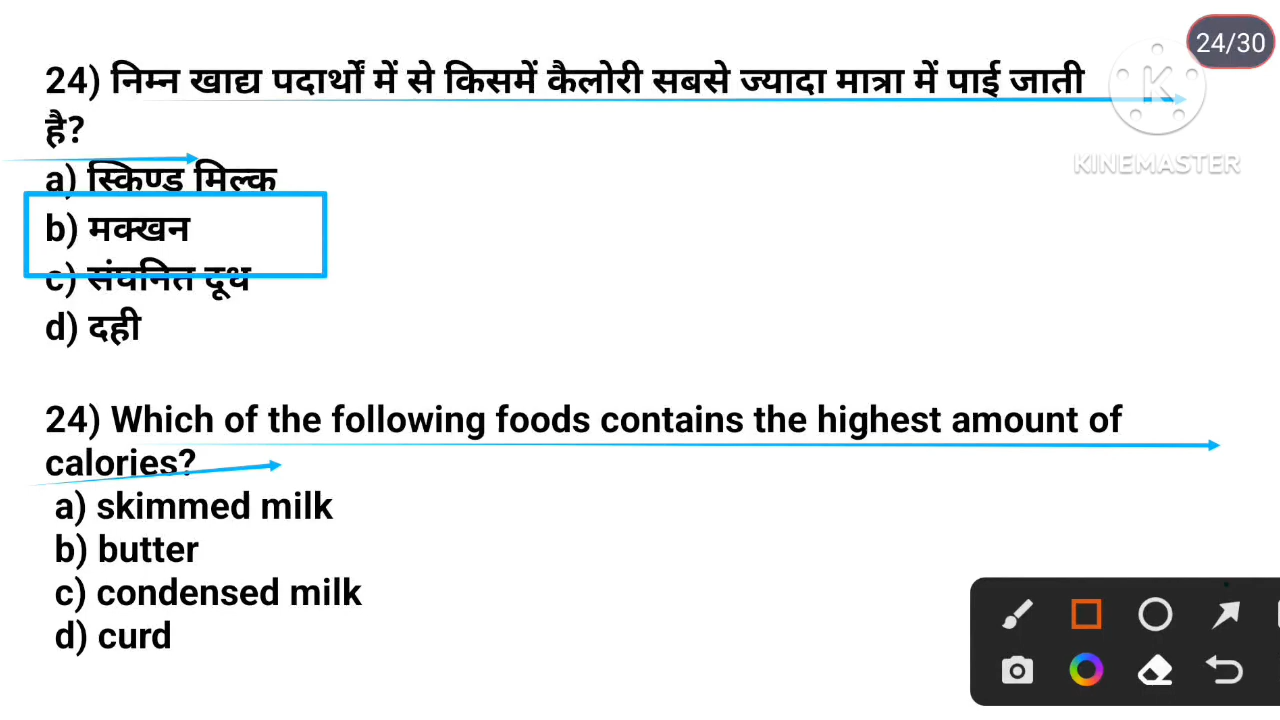 24/30
24) निम्न खाद्य पदार्थों में से किसमें कैलोरी सबसे ज्यादा मात्रा में पाई जाती
है?
K
KINEMASTER
a) स्किण्ड मिल्क
b) मक्खन
c) संघनित दूध
d) दही
24) Which of the following foods contains the highest amount of
calories?
a) skimmed milk
b) butter
c) condensed milk
d) curd